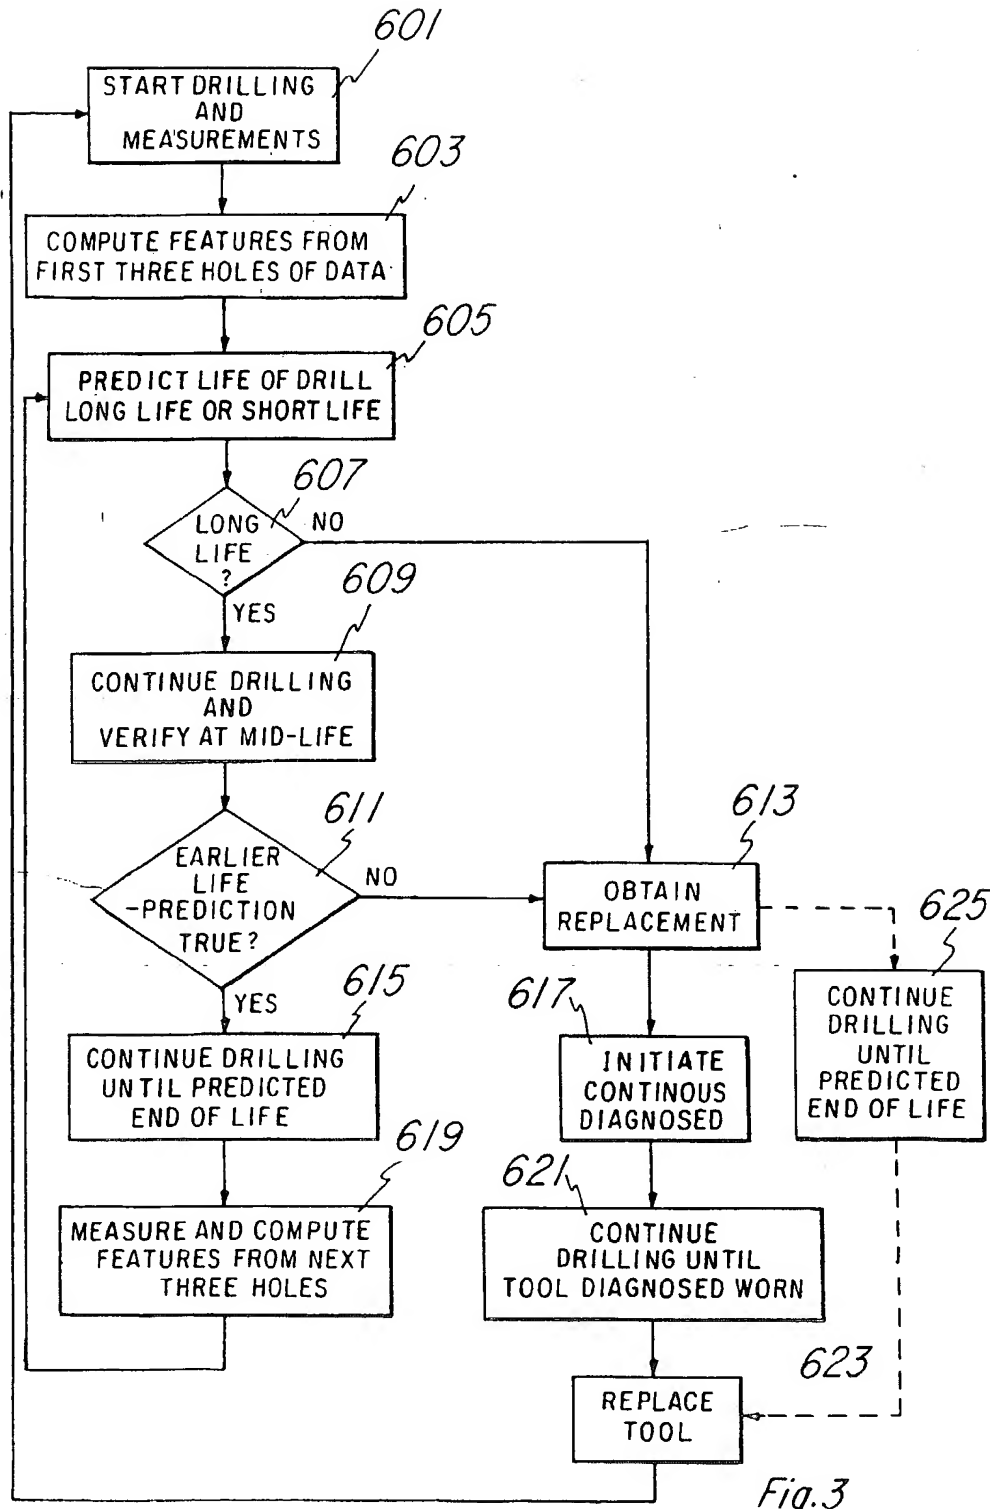 601
START DRILLING
AND
MEASUREMENTS
603
COMPUTE FEATURES FROM
FIRST THREE HOLES OF DATA
605
PREDICT LIFE OF DRILL
LONG LIFE OR SHORT LIFE
607
LONG
LIFE
?
NO
YES
609
CONTINUE DRILLING
AND
VERIFY AT MID-LIFE
611
EARLIER
LIFE
-PREDICTION
TRUE?
NO
YES
613
OBTAIN
REPLACEMENT
615
CONTINUE DRILLING
UNTIL PREDICTED
END OF LIFE
617
INITIATE
CONTINOUS
DIAGNOSED
625
CONTINUE
DRILLING
UNTIL
PREDICTED
END OF LIFE
619
MEASURE AND COMPUTE
FEATURES FROM NEXT
THREE HOLES
621
CONTINUE
DRILLING UNTIL
TOOL DIAGNOSED WORN
623
REPLACE
TOOL
Fig.3